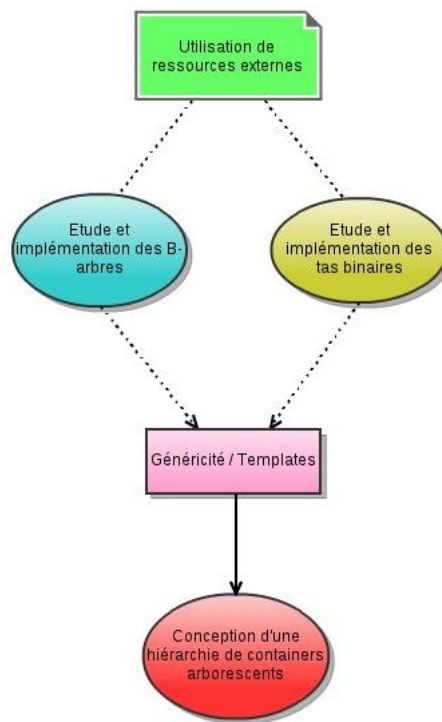 Utilisation de
ressources externes
Etude et
implémentation des B-
arbres
Etude et
implémentation des
tas binaires
Généricité / Templates
Conception d'une
hiérarchie de containers
arborescents